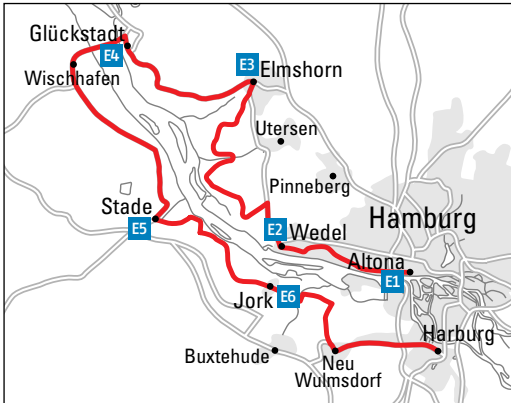 Glückstadt
E4
Wischhafen
E3
Elmshorn
Utersen
Pinneberg
Hamburg
Stade
E5
E2
Wedel
Altona
E1
Jork
E6
Harburg
Buxtehude
Neu
Wulmsdorf